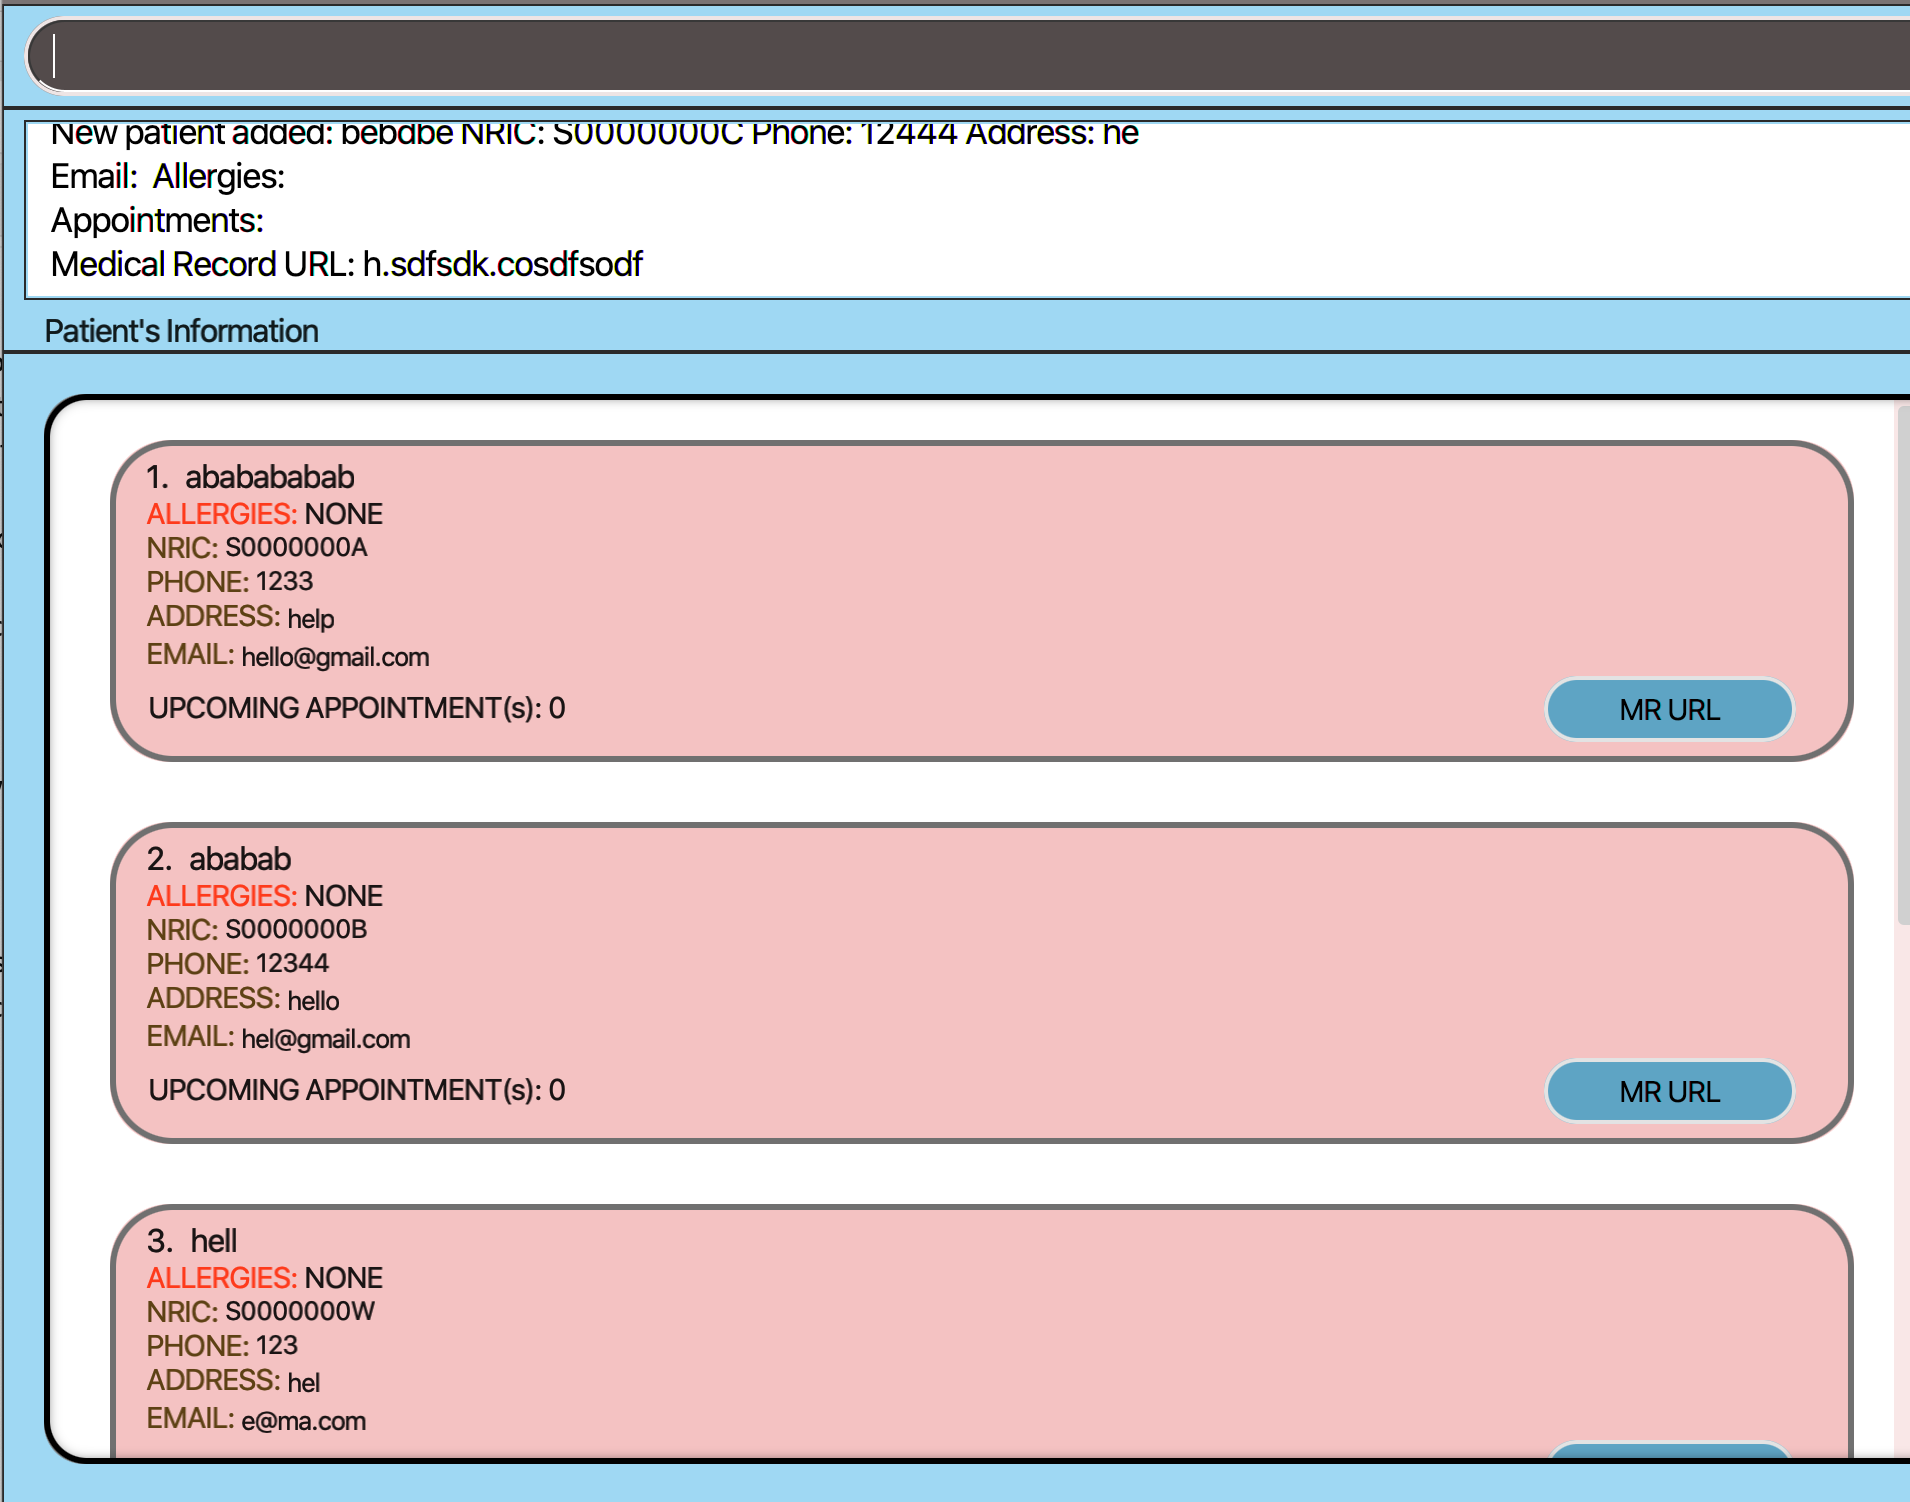 New patient added: bebdbe NRIC: S0000000C Phone: 12444 Address: he
Email:  Allergies:
Appointments:
Medical Record URL: h.sdfsdk.cosdfsodf
Patient's Information
1. ababababab
ALLERGIES: NONE
NRIC: S0000000A
PHONE: 1233
ADDRESS: help
EMAIL: hello@gmail.com
UPCOMING APPOINTMENT(s): 0
MR URL
2. ababab
ALLERGIES: NONE
NRIC: S0000000B
PHONE: 12344
ADDRESS: hello
EMAIL: hel@gmail.com
UPCOMING APPOINTMENT(s): 0
MR URL
3. hell
ALLERGIES: NONE
NRIC: S0000000W
PHONE: 123
ADDRESS: hel
EMAIL: e@ma.com